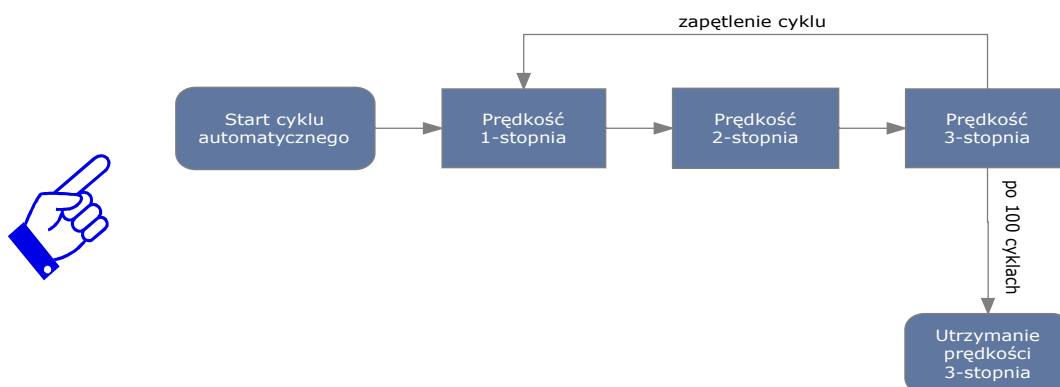 zapętlenie cyklu
Start cyklu
automatycznego
Prędkość
1-stopnia
Prędkość
2-stopnia
Prędkość
3-stopnia
po 100 cyklach
Utrzymanie
prędkości
3-stopnia